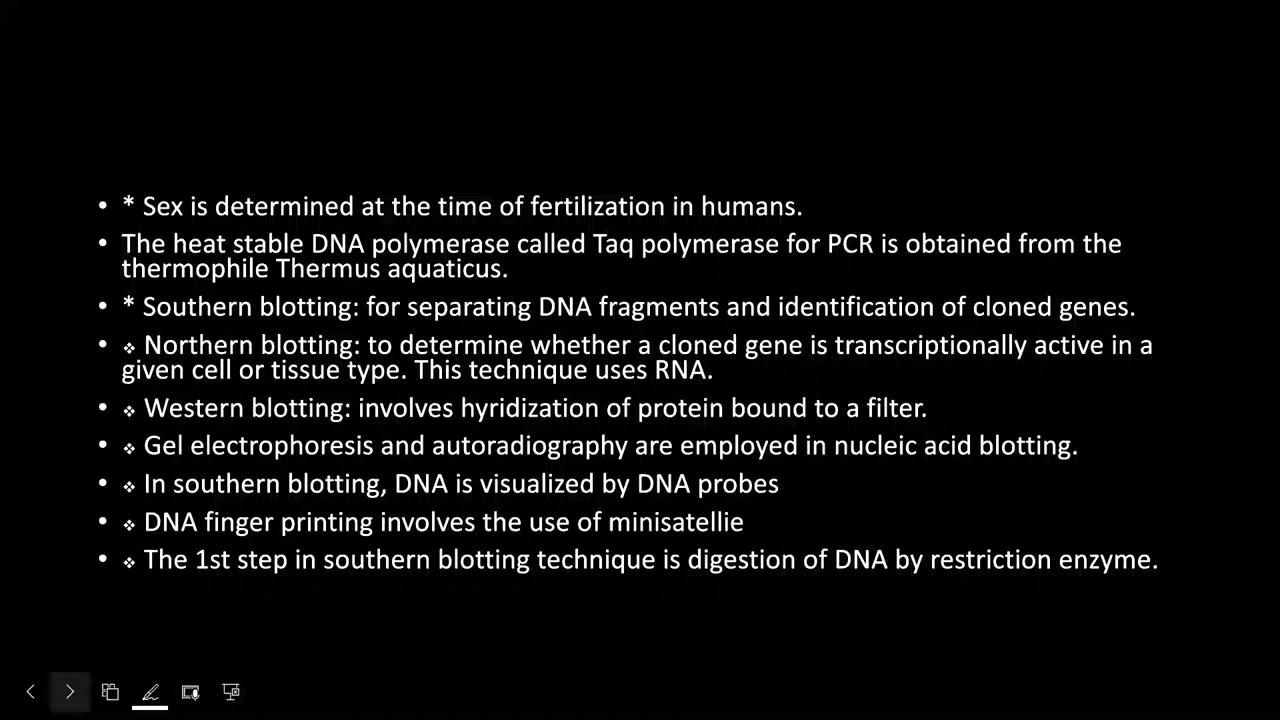 • * Sex is determined at the time of fertilization in humans.
• The heat stable DNA polymerase called Taq polymerase for PCR is obtained from the
thermophile Thermus aquaticus.
• * Southern blotting: for separating DNA fragments and identification of cloned genes.
• ❖ Northern blotting: to determine whether a cloned gene is transcriptionally active in a
given cell or tissue type. This technique uses RNA.
• ❖ Western blotting: involves hyridization of protein bound to a filter.
• ❖ Gel electrophoresis and autoradiography are employed in nucleic acid blotting.
• ❖ In southern blotting, DNA is visualized by DNA probes
• ❖ DNA finger printing involves the use of minisatellie
• ❖ The 1st step in southern blotting technique is digestion of DNA by restriction enzyme.